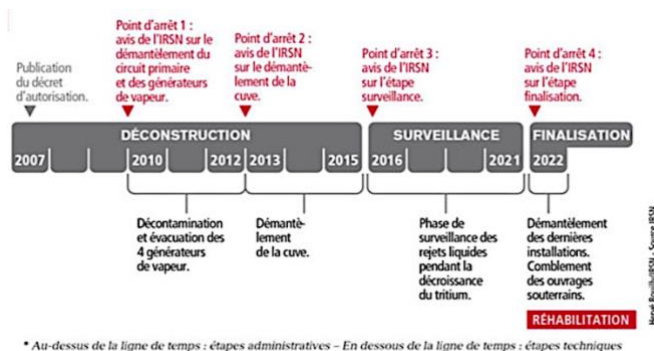 Publication
du décret
d'autorisation.
Point d'arrêt 1 :
avis de l'IRSN sur le
démantèlement du
circuit primaire
et des générateurs
de vapeur.
Point d'arrêt 2 :
avis de l'IRSN
sur le démantè-
lement de la
cuve.
Point d'arrêt 3 :
avis de l'IRSN
sur l'étape
surveillance.
Point d'arrêt 4 :
avis de l'IRSN
sur l'étape
finalisation.
DÉCONSTRUCTION
SURVEILLANCE
FINALISATION
2007
2010
2012
2013
2015
2016
2021
2022
Décontamination
et évacuation des
4 générateurs
de vapeur.
Démantè-
lement
de la cuve.
Phase de
surveillance des
rejets liquides
pendant la
décroissance
du tritium.
Démantèlement
des dernières
installations.
Comblement
des ouvrages
souterrains.
RÉHABILITATION
/IRSN - Source IRSN
* Au-dessus de la ligne de temps : étapes administratives – En dessous de la ligne de temps : étapes techniques